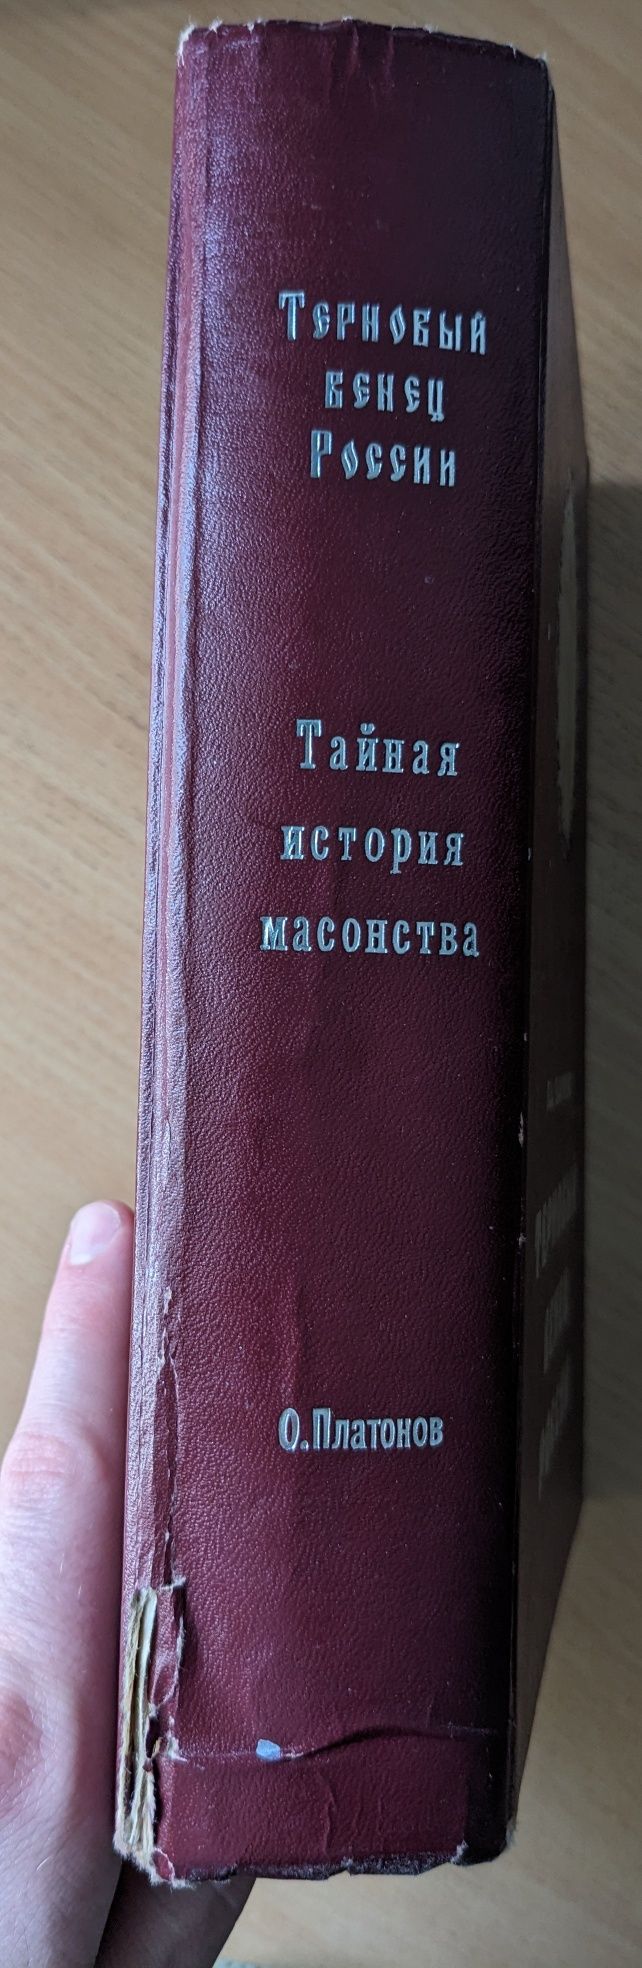 Терновый
венец
России
Тайная
история
масонства
О.Платонов